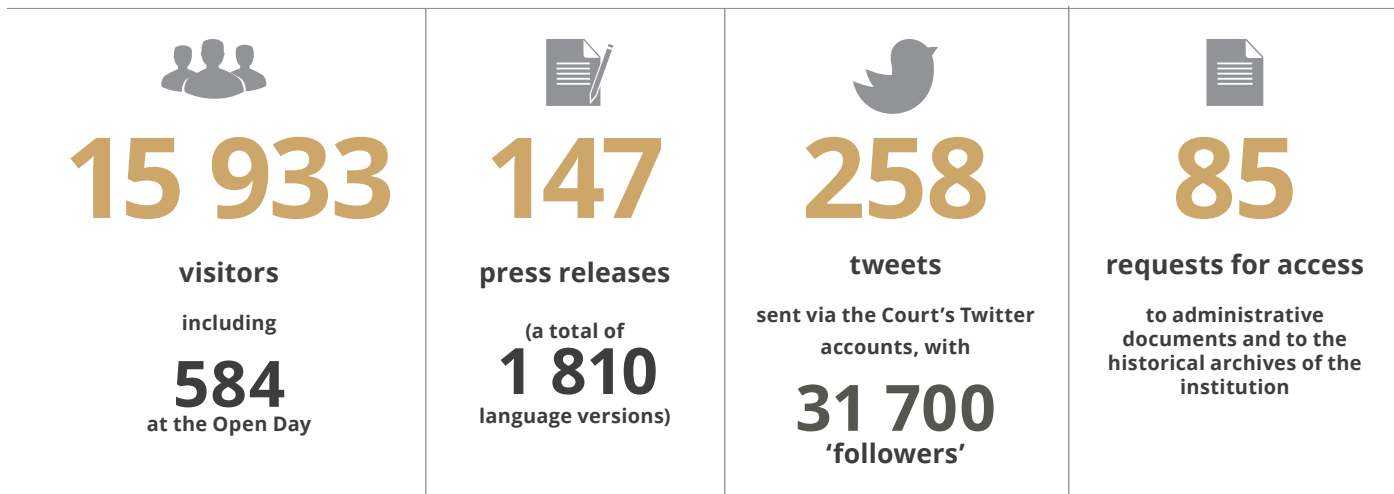 15 933
visitors
including
584
at the Open Day
147
press releases
(a total of
1 810
language versions)
258
tweets
sent via the Court’s Twitter
accounts, with
31 700
‘followers’
85
requests for access
to administrative
documents and to the
historical archives of the
institution